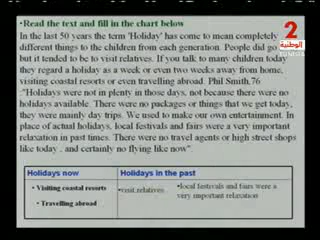 •Read the text and fill in the chart below
In the last 50 years the term 'Holiday' has come to mean completely
different things to the children from each generation. People did go
but it tended to be to visit relatives. If you talk to many children today
they regard a holiday as a week or even two weeks away from home,
visiting coastal resorts or even travelling abroad. Phil Smith,76
:"Holidays were not in plenty in those days, not because there were no
holidays available. There were no packages or things that we get today,
they were mainly day trips. We used to make our own entertainment. In
place of actual holidays, local festivals and fairs were a very important
relaxation in past times. There were no travel agents or high street shops
like today , and certainly no flying like now".
Holidays now
Holidays in the past
• Visiting coastal resorts
• Travelling abroad
•visit relatives
•local festivals and fairs were a
very important relaxation
2
الوطنية